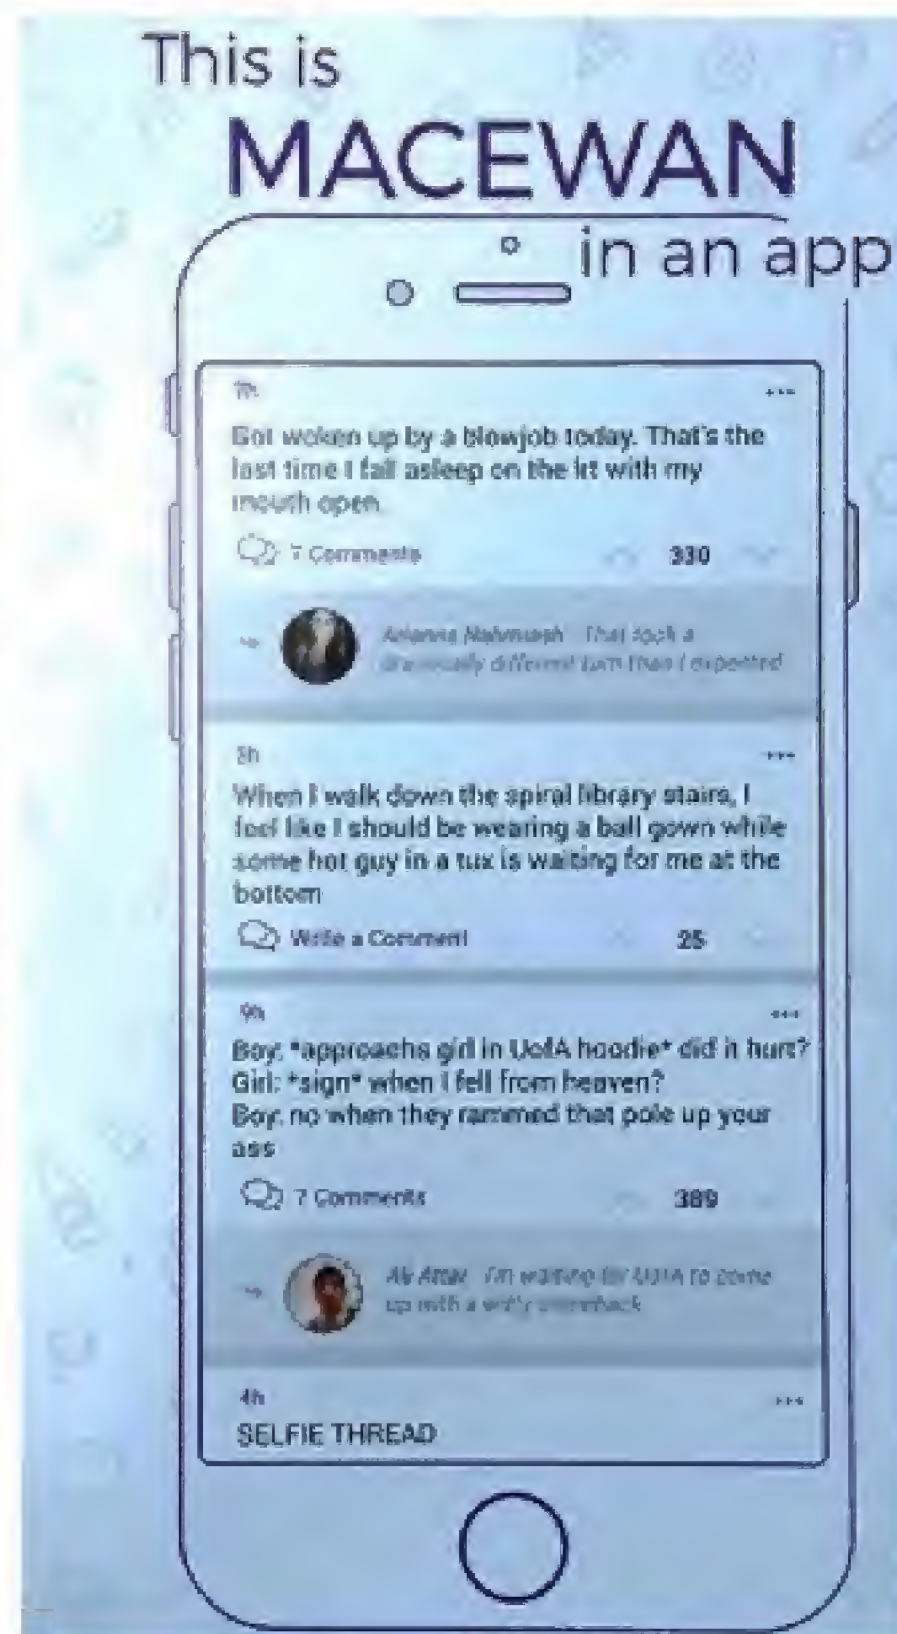 This is
MACEWAN
in an app
7h
Got woken up by a blowjob today. That's the
last time I fall asleep on the lrt with my
mouth open
7 Comments
330
That took a
different turn than I expected
When I walk down the spiral library stairs, I
feel like I should be wearing a ball gown while
some hot guy in a tux is waiting for me at the
bottom
Write a Comment
25
9h
Boy: *approachs girl in UofA hoodie* did it hurt?
Girl: *sign* when I fell from heaven?
Boy: no when they rammed that pole up your
ass
7 Comments
389
I'm waiting for UofA to come
up with a witty comeback
4h
SELFIE THREAD